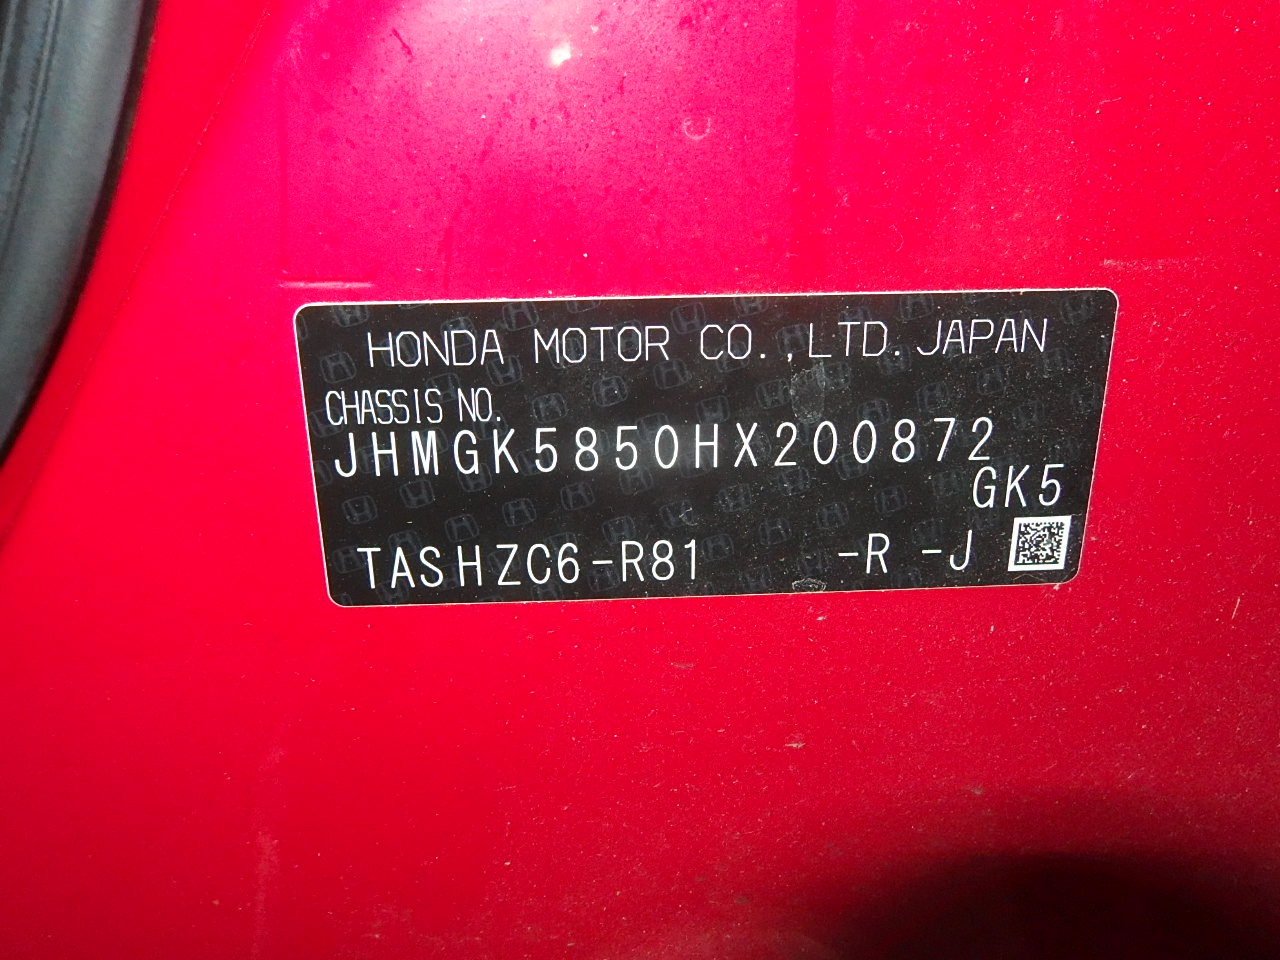 HONDA MOTOR CO.,LTD. JAPAN
CHASSIS NO.
JHMGK5850HX200872
GK5
TASHZC6-R81 -R -J